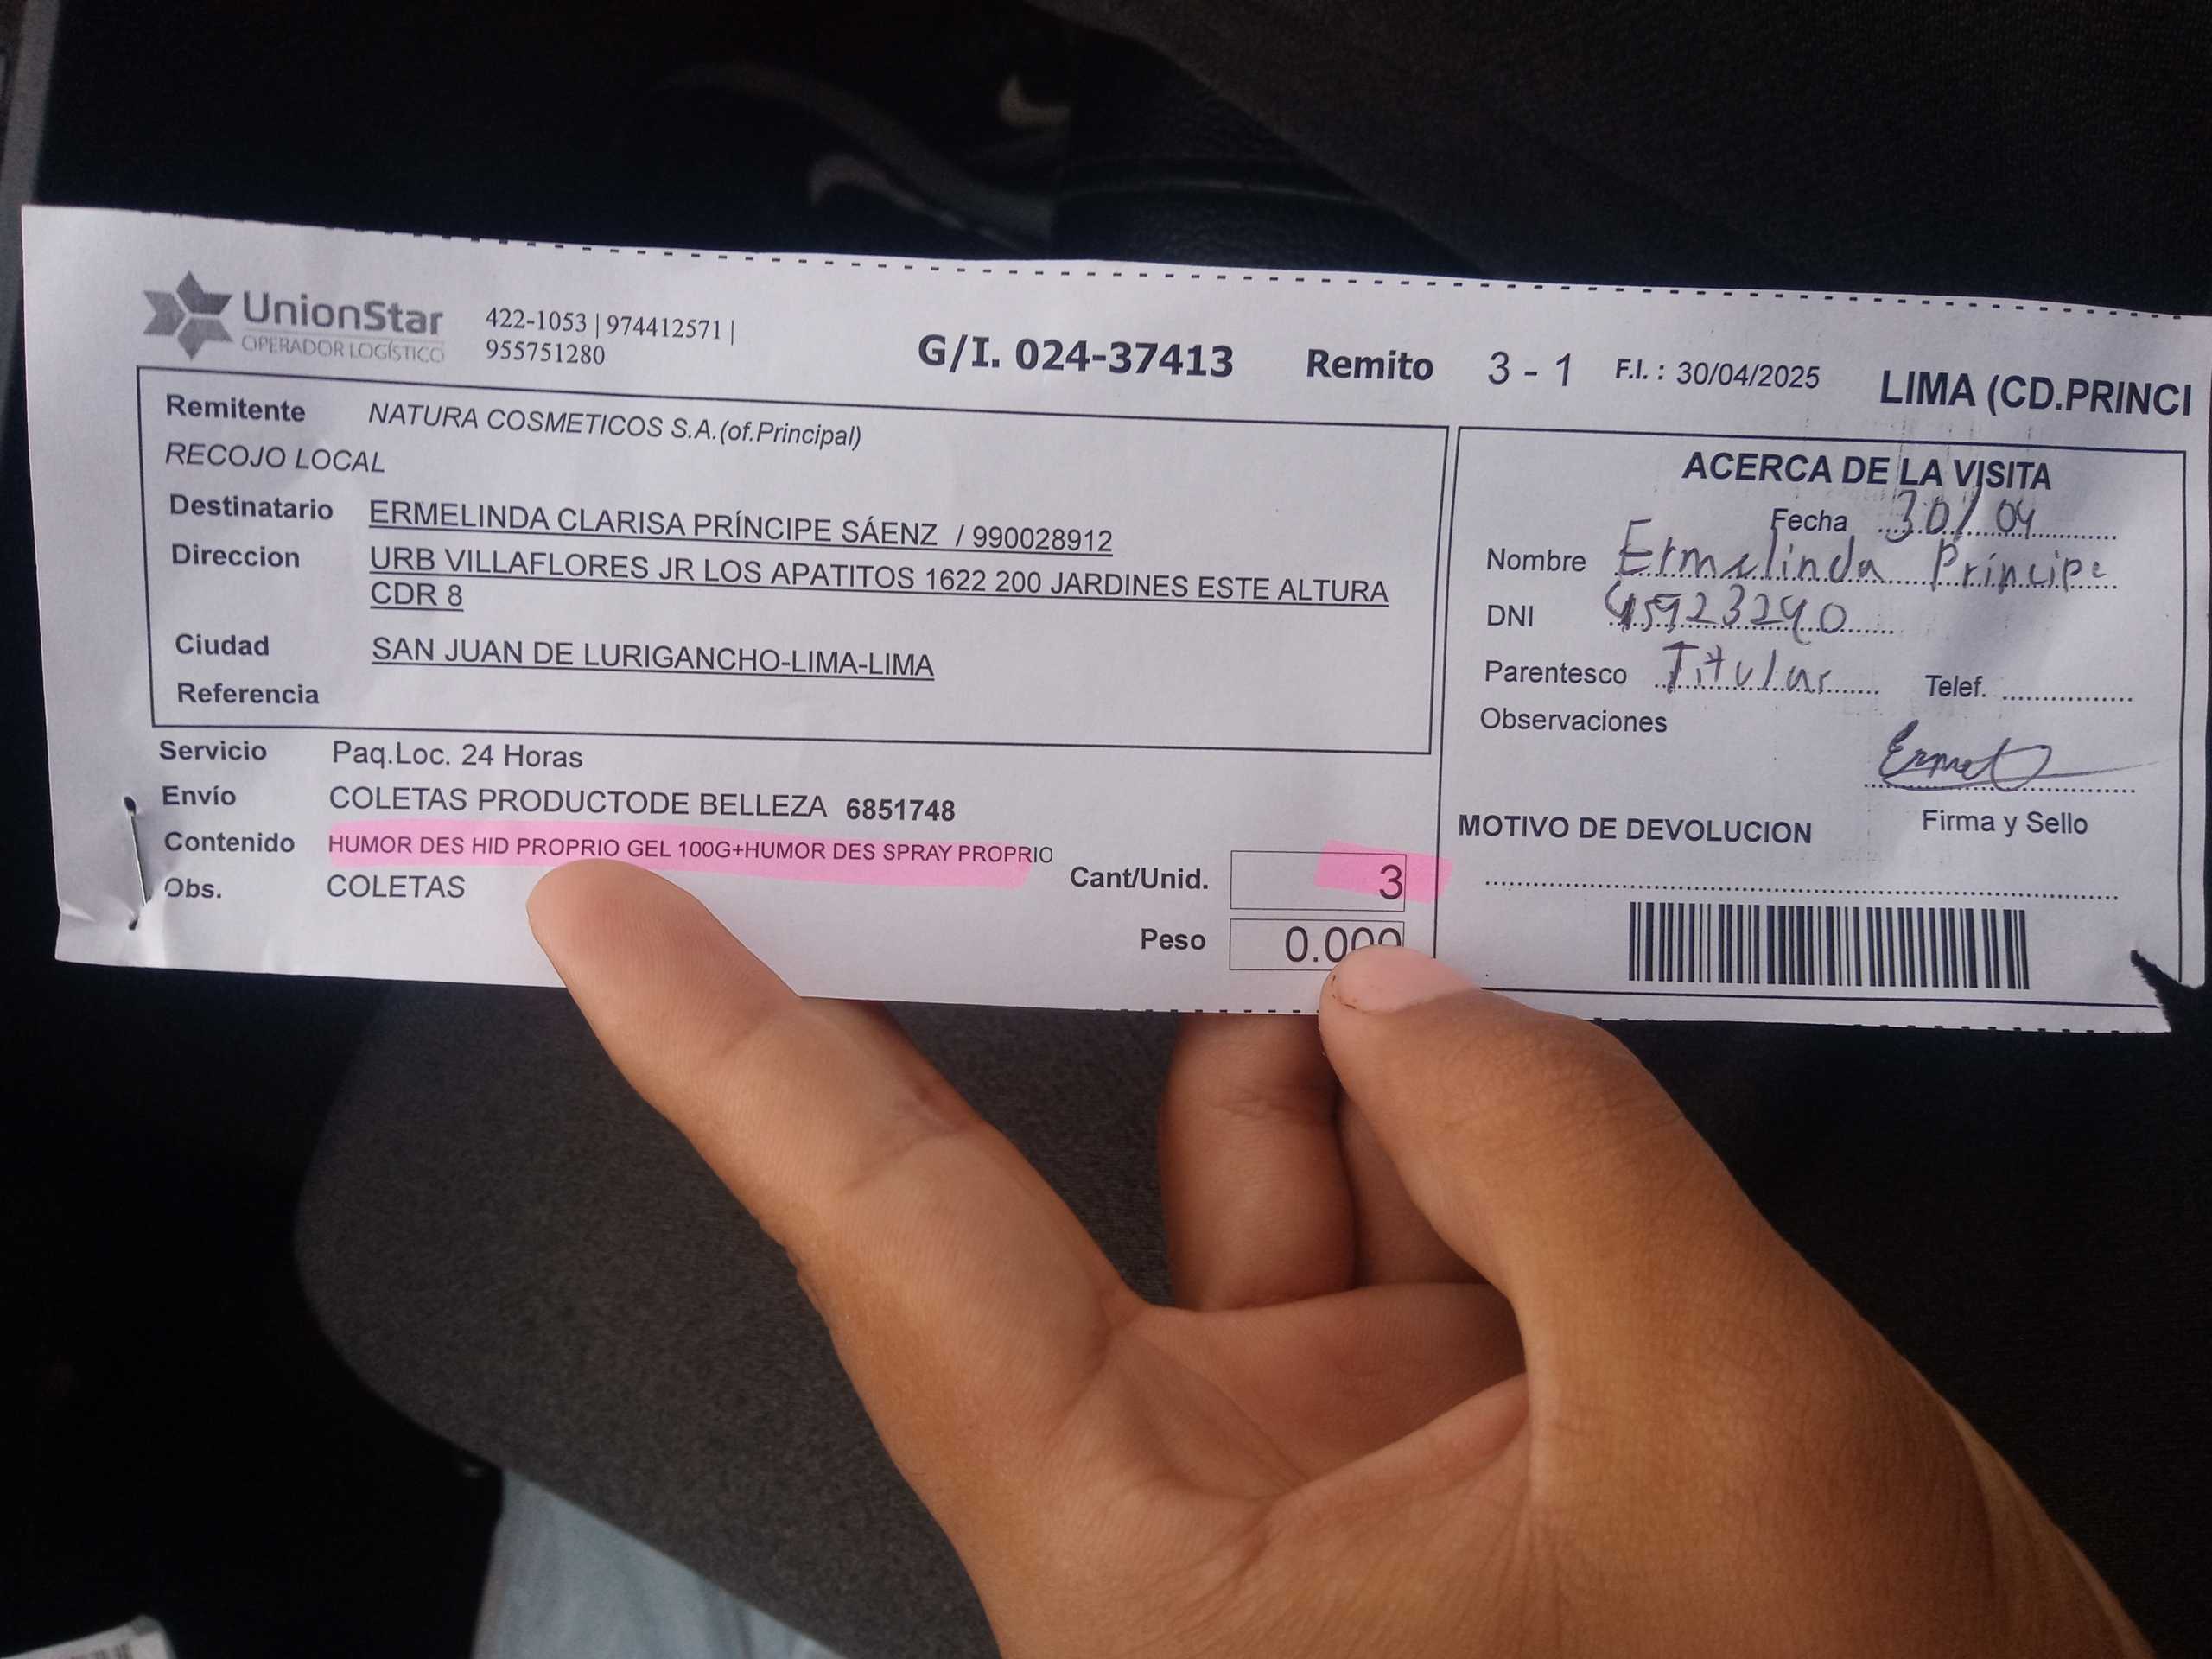 UnionStar
OPERADOR LOGÍSTICO
422-1053 | 974412571 |
955751280
G/I. 024-37413 Remito 3 - 1 F.I. : 30/04/2025 LIMA (CD.PRINCI
Remitente NATURA COSMETICOS S.A.(of.Principal)
RECOJO LOCAL
Destinatario ERMELINDA CLARISA PRÍNCIPE SÁENZ / 990028912
Direccion URB VILLAFLORES JR LOS APATITOS 1622 200 JARDINES ESTE ALTURA
CDR 8
Ciudad SAN JUAN DE LURIGANCHO-LIMA-LIMA
Referencia
Servicio Paq.Loc. 24 Horas
Envío COLETAS PRODUCTODE BELLEZA 6851748
Contenido HUMOR DES HID PROPRIO GEL 100G+HUMOR DES SPRAY PROPRIO
Obs. COLETAS
Cant/Unid. 3
Peso 0.000
ACERCA DE LA VISITA
Fecha 30/04
Nombre Ermelinda Príncipe
DNI 45923240
Parentesco Titular Telef.
Observaciones
Firma y Sello
MOTIVO DE DEVOLUCION